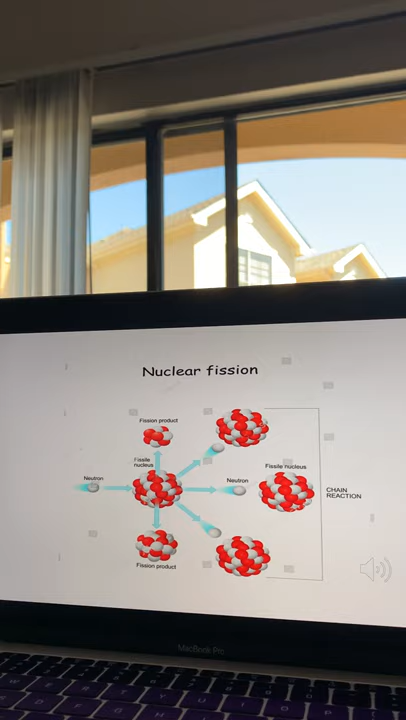 Nuclear fission
Fission product
Fissile
nucleus
Neutron
Neutron
Fissile nucleus
CHAIN
REACTION
Fission product
MacBook Pro